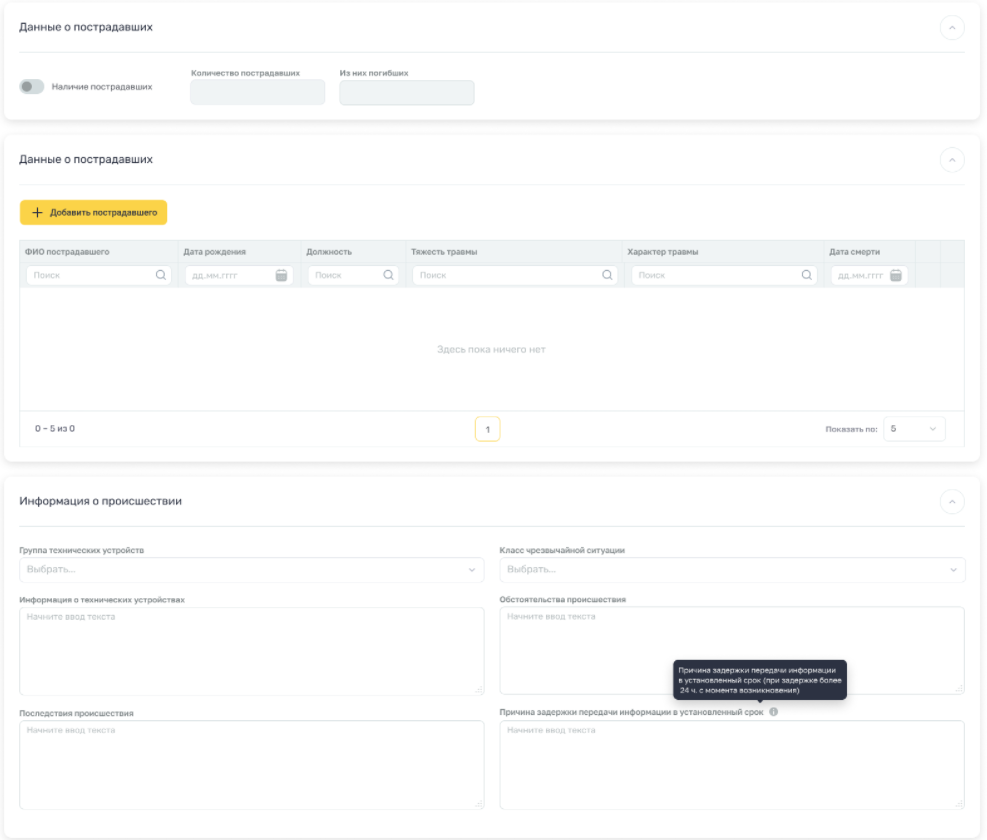 Данные о пострадавших
Наличие пострадавших
Количество пострадавших
Из них погибших
Данные о пострадавших
+ Добавить пострадавшего
ФИО пострадавшего Дата рождения Должность Тяжесть травмы Характер травмы Дата смерти
Поиск дд.мм.гггг Поиск Поиск Поиск дд.мм.гггг
Здесь пока ничего нет
0 – 5 из 0 1 Показать по: 5
Информация о происшествии
Группа технических устройств Класс чрезвычайной ситуации
Выбрать... Выбрать...
Информация о технических устройствах Обстоятельства происшествия
Начните ввод текста Начните ввод текста
Причина задержки передачи информации
в установленный срок (при задержке более
24 ч. с момента возникновения)
Последствия происшествия Причина задержки передачи информации в установленный срок
Начните ввод текста Начните ввод текста